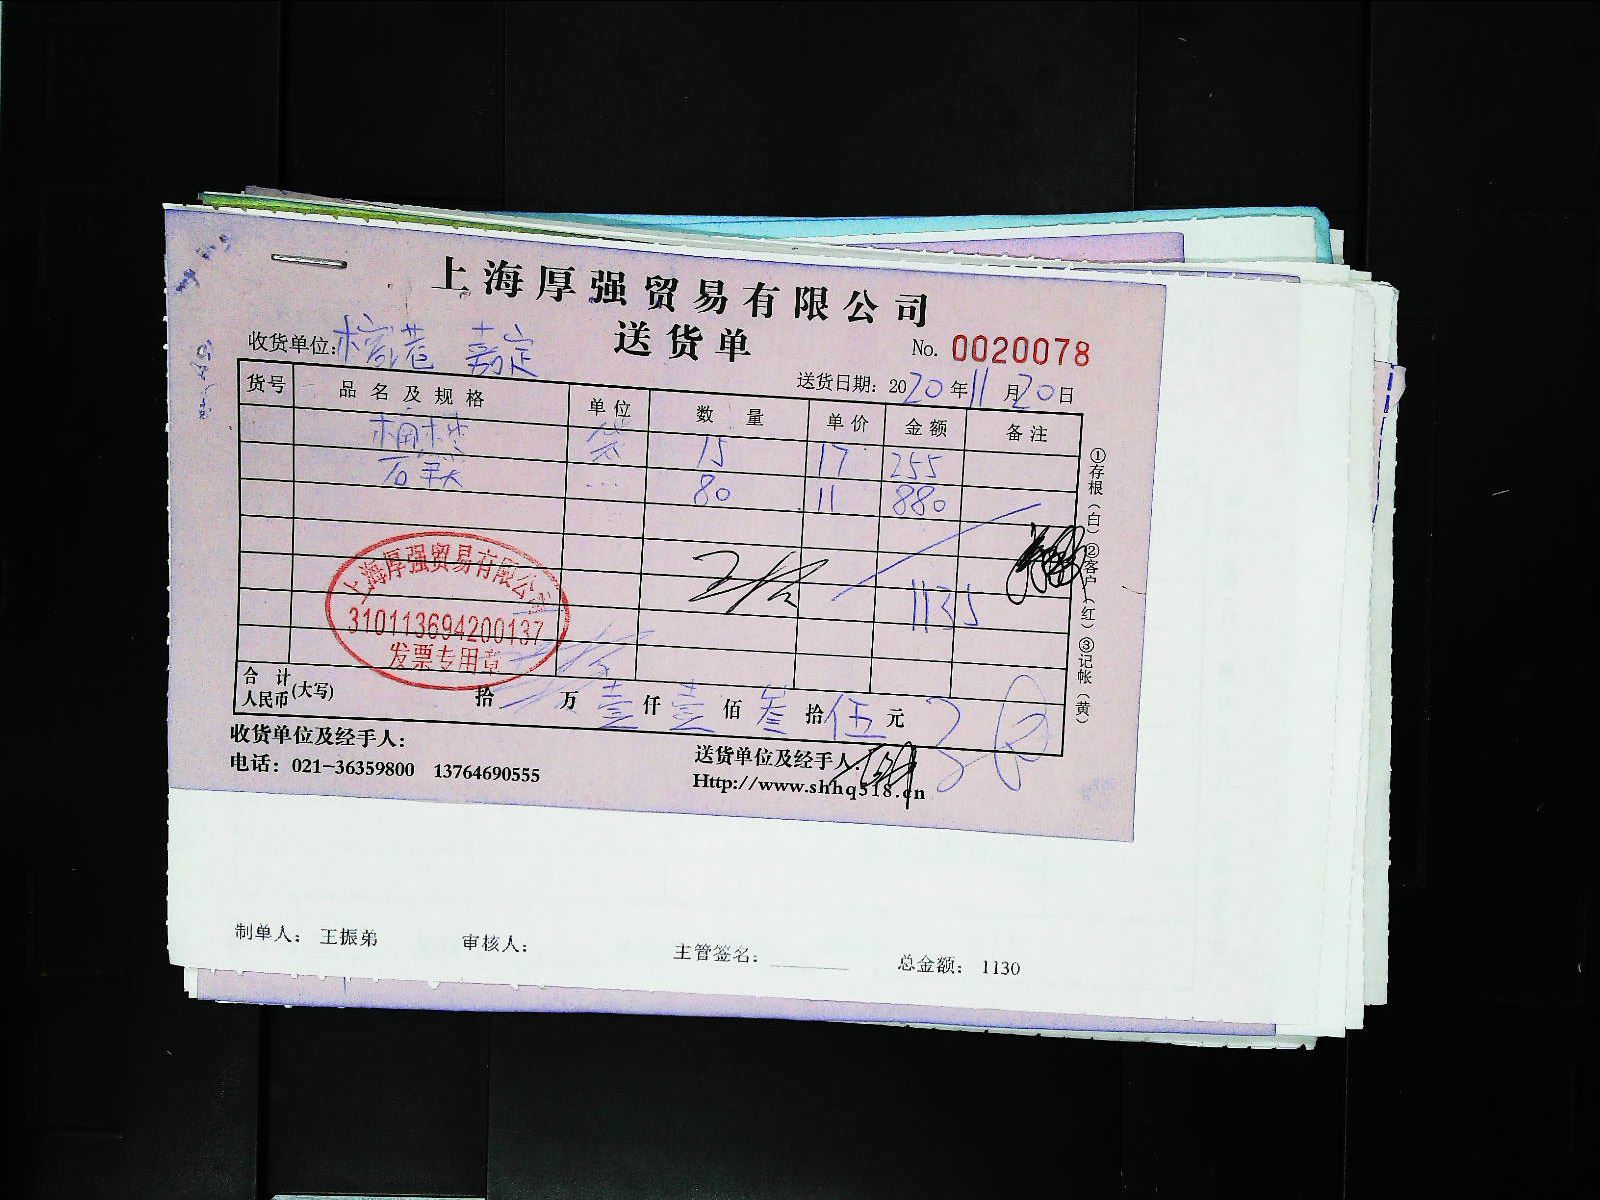 上海厚强贸易有限公司
送货单
收货单位: 榕港 嘉定
No. 0020078
送货日期: 2020年11月20日
货号 品名及规格 单位 数量 单价 金额 备注
袋 15 17 255
80 11 880
1135
上海厚强贸易有限公司
310113694200137
发票专用章
合计人民币(大写) 拾 万 壹 仟 壹 佰 叁 拾 伍 元
①存根(白)②客户(红)③记帐(黄)
收货单位及经手人:
送货单位及经手人:
电话: 021-36359800 13764690555
Http://www.shhq518.cn
制单人: 王振弟 审核人: 主管签名: 总金额: 1130